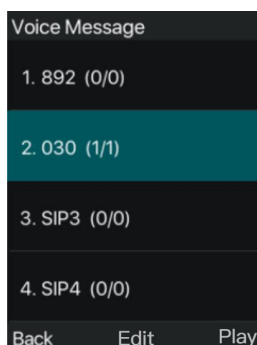 Voice Message
1. 892 (0/0)
2. 030 (1/1)
3. SIP3 (0/0)
4. SIP4 (0/0)
Back Edit Play